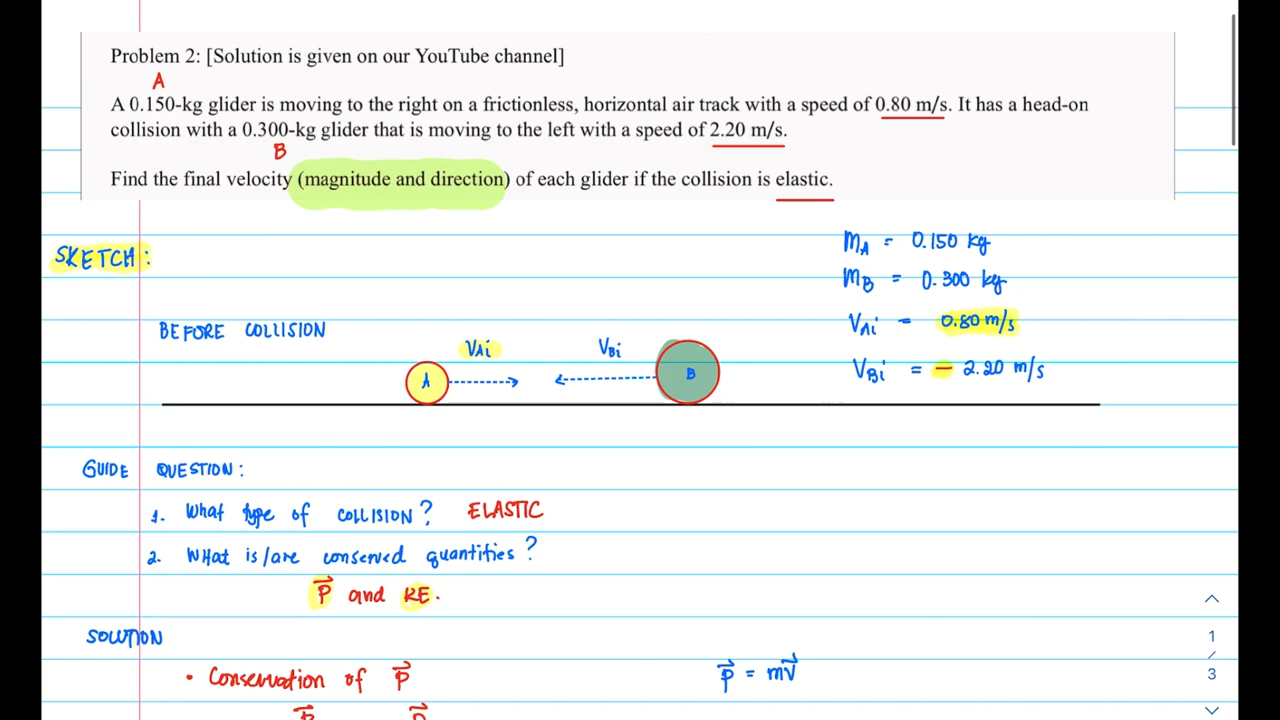 Problem 2: [Solution is given on our YouTube channel]
A
A 0.150-kg glider is moving to the right on a frictionless, horizontal air track with a speed of 0.80 m/s. It has a head-on
collision with a 0.300-kg glider that is moving to the left with a speed of 2.20 m/s.
B
Find the final velocity (magnitude and direction) of each glider if the collision is elastic.
SKETCH:
mA = 0.150 kg
mB = 0.300 kg
VAi = 0.80 m/s
VBi = - 2.20 m/s
BEFORE COLLISION
VAi
VBi
A
B
GUIDE QUESTION:
1. What type of COLLISION? ELASTIC
2. WHat is/are conserved quantifies?
P and KE.
SOLUTION
• Conservation of P
P = mV
1
/
3